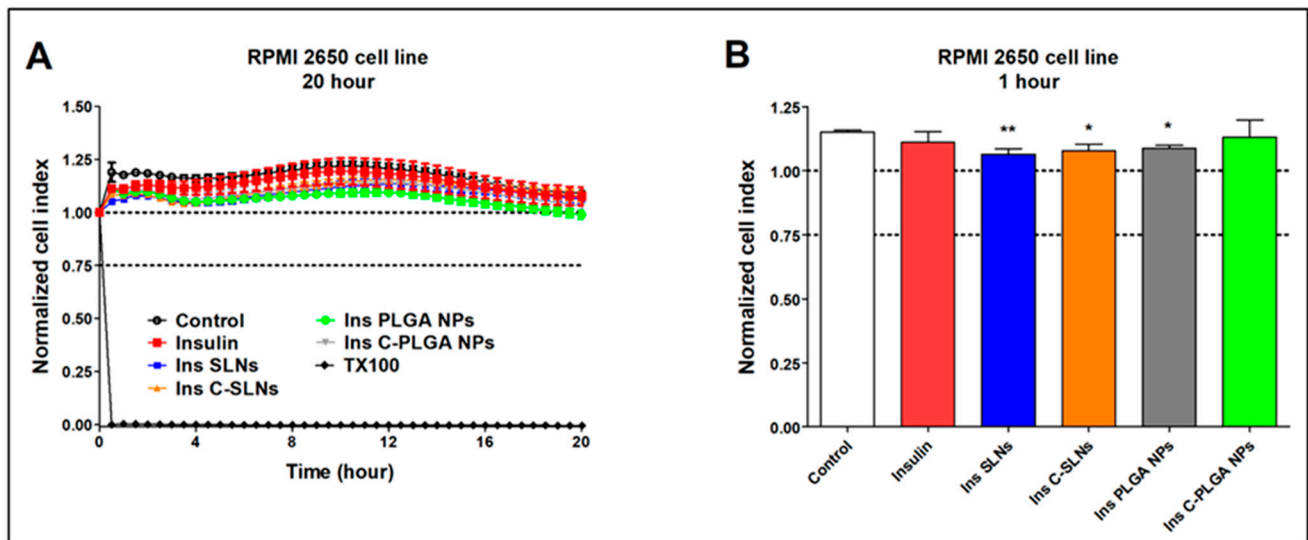 A
RPMI 2650 cell line
20 hour
Normalized cell index
1.50
1.25
1.00
0.75
0.50
0.25
0.00
Control
Insulin
Ins SLNs
Ins C-SLNs
Ins PLGA NPs
Ins C-PLGA NPs
TX100
0 4 8 12 16 20
Time (hour)
B
RPMI 2650 cell line
1 hour
Normalized cell index
1.25
1.00
0.75
0.50
0.25
0.00
** * *
Control
Insulin
Ins SLNs
Ins C-SLNs
Ins PLGA NPs
Ins C-PLGA NPs